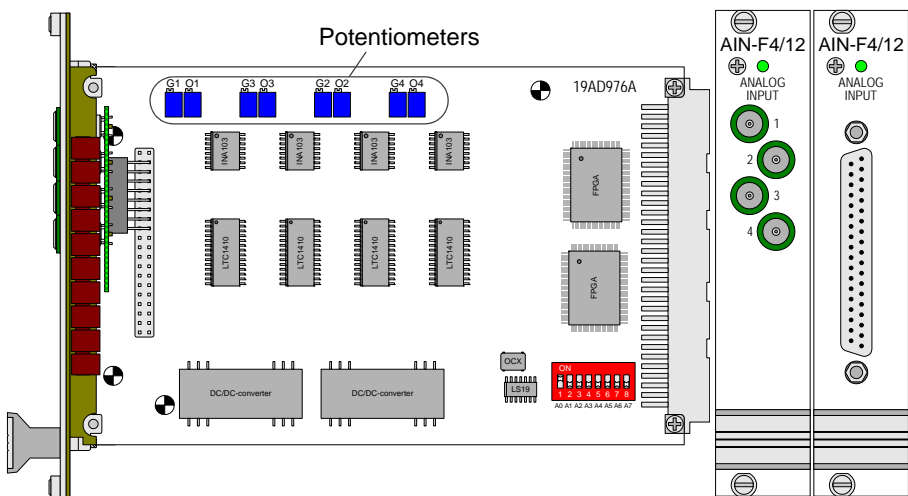 Potentiometers
G1 O1 G3 O3 G2 O2 G4 O4
19AD976A
INA103 INA103 INA103 INA103
FPGA
LTC1410 LTC1410 LTC1410 LTC1410
FPGA
OCX
LS19
DC/DC-converter DC/DC-converter
ON
1 2 3 4 5 6 7 8
A0 A1 A2 A3 A4 A5 A6 A7
AIN-F4/12
ANALOG
INPUT
1
2
3
4
AIN-F4/12
ANALOG
INPUT